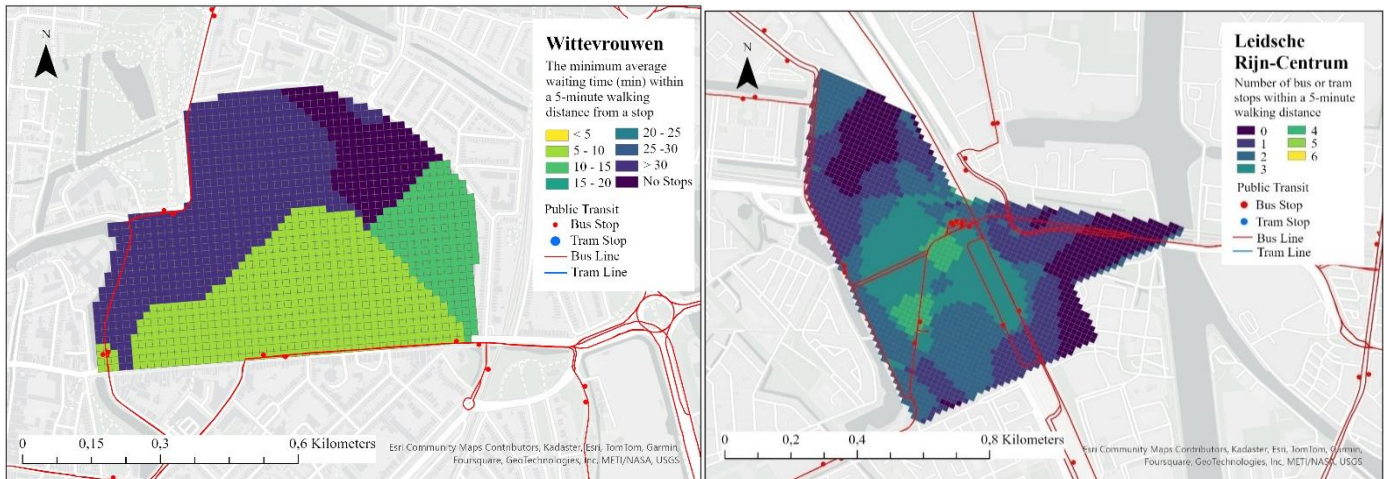 N
Wittevrouwen
The minimum average
waiting time (min) within
a 5-minute walking
distance from a stop
< 5
5 - 10
10 - 15
15 - 20
20 - 25
25 -30
> 30
No Stops
Public Transit
Bus Stop
Tram Stop
Bus Line
Tram Line
0 0,15 0,3 0,6 Kilometers
Esri Community Maps Contributors, Kadaster, Esri, TomTom, Garmin,
Foursquare, GeoTechnologies, Inc, METI/NASA, USGS
N
Leidsche
Rijn-Centrum
Number of bus or tram
stops within a 5-minute
walking distance
0
1
2
3
4
5
6
Public Transit
Bus Stop
Tram Stop
Bus Line
Tram Line
0 0,2 0,4 0,8 Kilometers
Esri Community Maps Contributors, Kadaster, Esri, TomTom, Garmin,
Foursquare, GeoTechnologies, Inc, METI/NASA, USGS